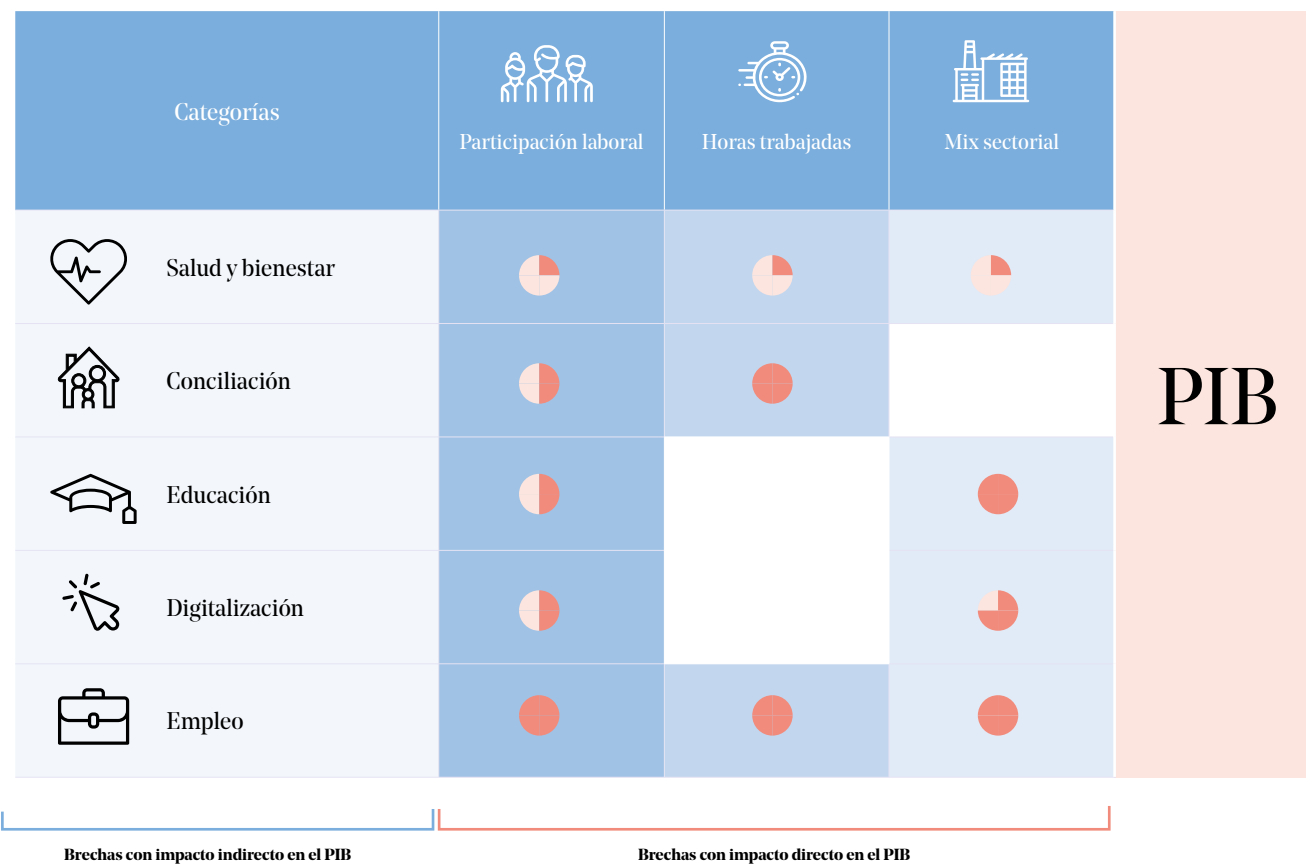 Categorías
Participación laboral
Horas trabajadas
Mix sectorial
Salud y bienestar
Conciliación
Educación
Digitalización
Empleo
PIB
Brechas con impacto indirecto en el PIB
Brechas con impacto directo en el PIB